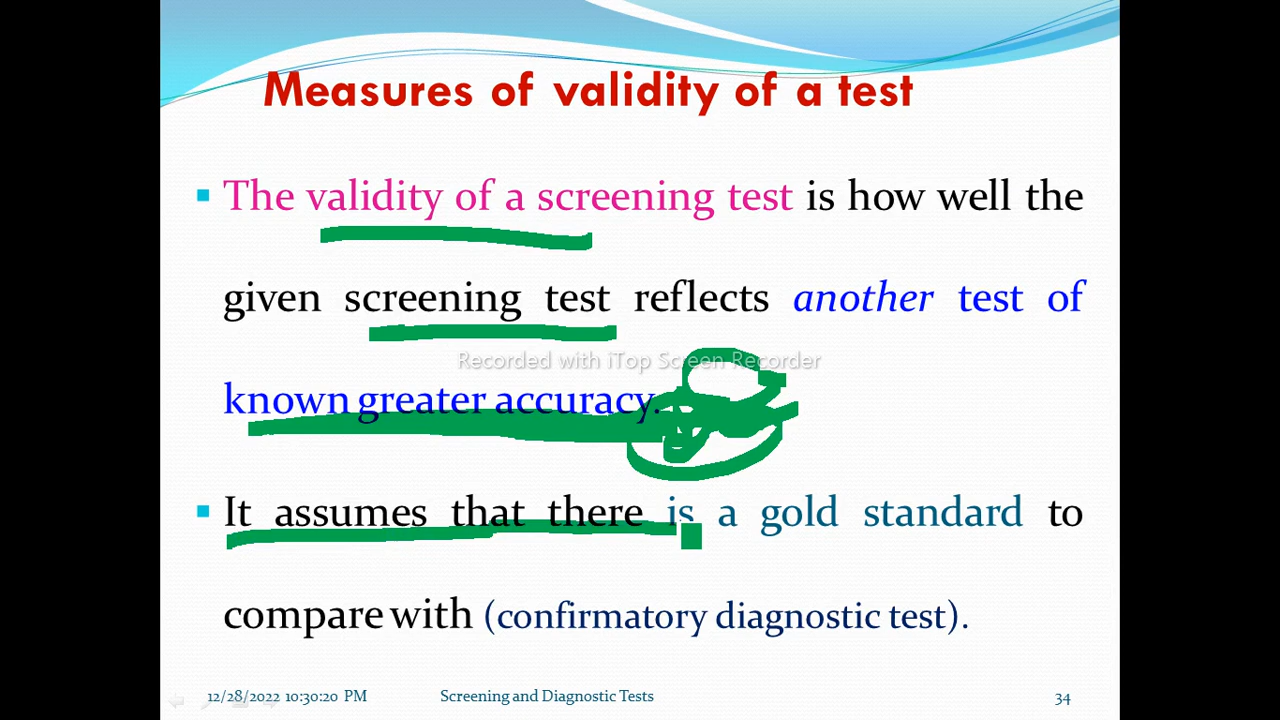 Measures of validity of a test
The validity of a screening test is how well the
given screening test reflects another test of
Recorded with iTop Screen Recorder
known greater accuracy.
It assumes that there is a gold standard to
compare with (confirmatory diagnostic test).
12/28/2022 10:30:20 PM Screening and Diagnostic Tests 34